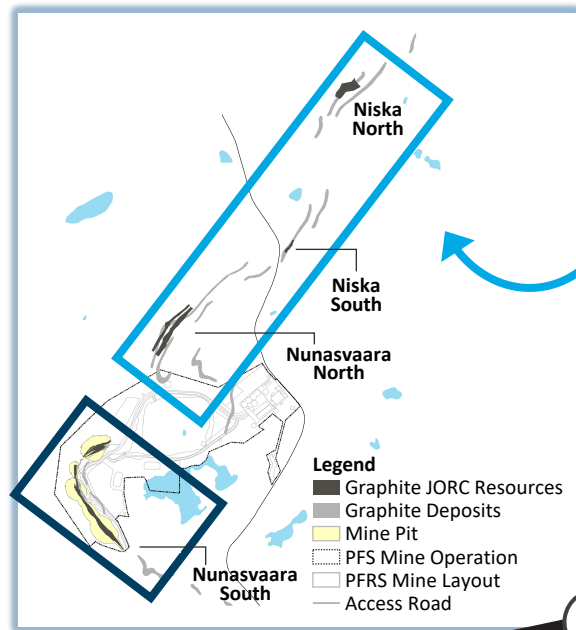 Niska
North
Niska
South
Nunasvaara
North
Nunasvaara
South
Legend
Graphite JORC Resources
Graphite Deposits
Mine Pit
PFS Mine Operation
PFRS Mine Layout
Access Road